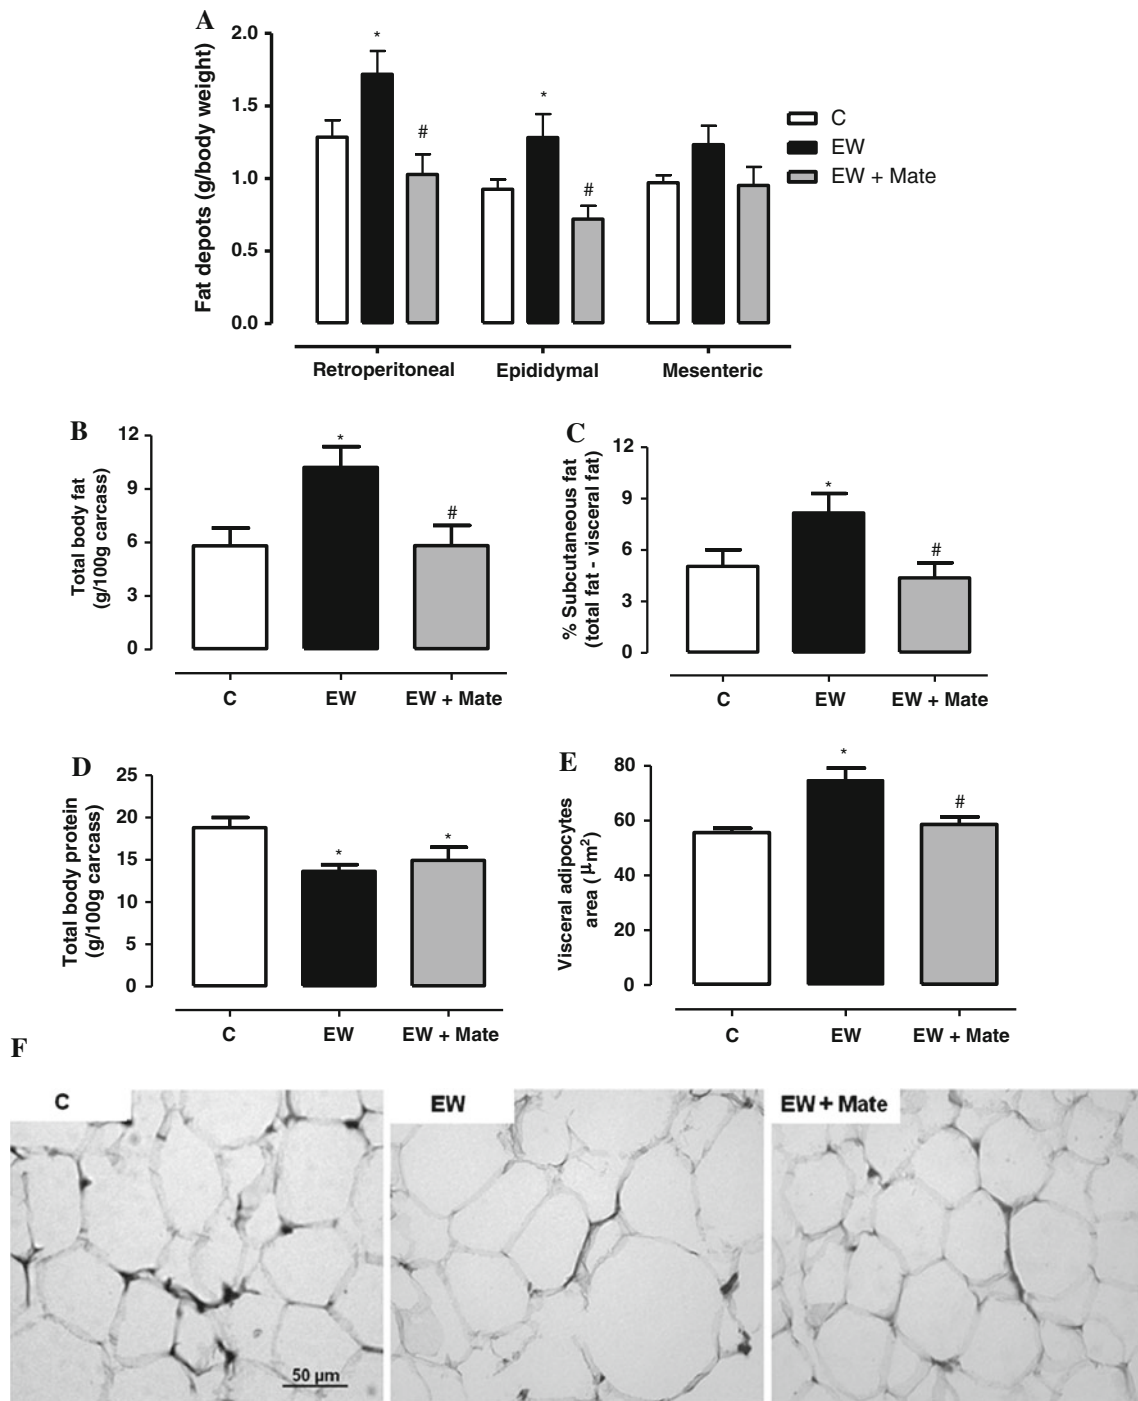 A
Fat depots (g/body weight)
2.0
1.5
1.0
0.5
0.0
*
#
*
#
C
EW
EW + Mate
Retroperitoneal
Epididymal
Mesenteric
B
Total body fat
(g/100g carcass)
12
9
6
3
0
*
#
C
EW
EW + Mate
C
% Subcutaneous fat
(total fat - visceral fat)
12
9
6
3
0
*
#
C
EW
EW + Mate
D
Total body protein
(g/100g carcass)
25
20
15
10
5
0
*
*
C
EW
EW + Mate
E
Visceral adipocytes
area (μm²)
80
60
40
20
0
*
#
C
EW
EW + Mate
F
C
EW
EW + Mate
50 μm